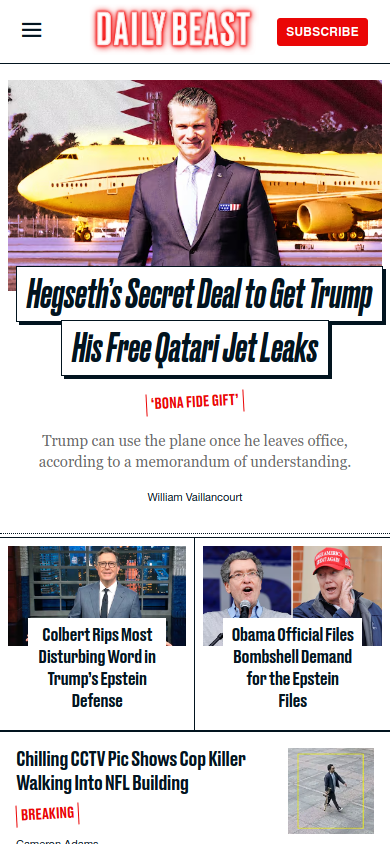 DAILY BEAST
SUBSCRIBE
Hegseth's Secret Deal to Get Trump
His Free Qatari Jet Leaks
'BONA FIDE GIFT'
Trump can use the plane once he leaves office,
according to a memorandum of understanding.
William Vaillancourt
Colbert Rips Most
Disturbing Word in
Trump's Epstein
Defense
Obama Official Files
Bombshell Demand
for the Epstein
Files
Chilling CCTV Pic Shows Cop Killer
Walking Into NFL Building
BREAKING
Cameron Adams